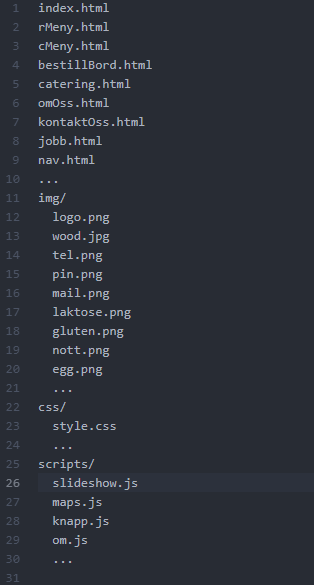 1 index.html
2 rMeny.html
3 cMeny.html
4 bestillBord.html
5 catering.html
6 omOss.html
7 kontaktOss.html
8 jobb.html
9 nav.html
10 ...
11 img/
12   logo.png
13   wood.jpg
14   tel.png
15   pin.png
16   mail.png
17   laktose.png
18   gluten.png
19   nott.png
20   egg.png
21   ...
22 css/
23   style.css
24   ...
25 scripts/
26   slideshow.js
27   maps.js
28   knapp.js
29   om.js
30   ...
31